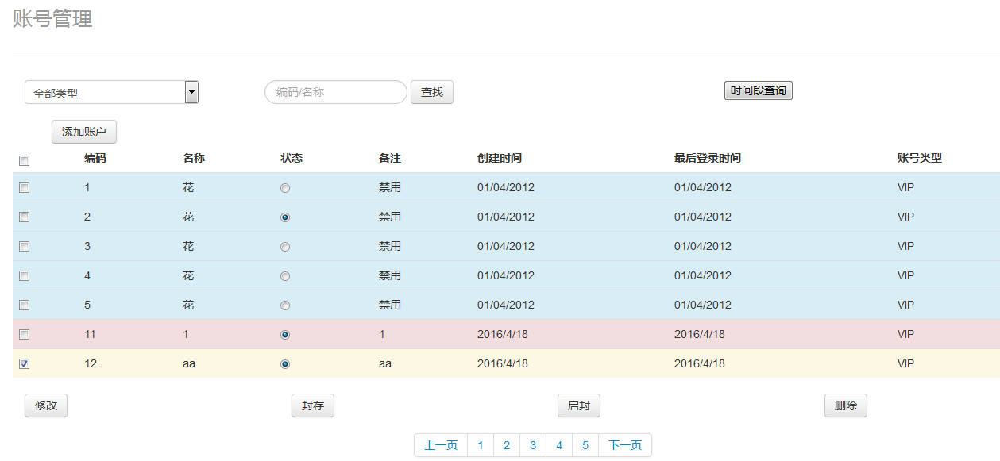 账号管理
全部类型 编码/名称 查找 时间段查询
添加账户
编码 名称 状态 备注 创建时间 最后登录时间 账号类型
1 花 禁用 01/04/2012 01/04/2012 VIP
2 花 禁用 01/04/2012 01/04/2012 VIP
3 花 禁用 01/04/2012 01/04/2012 VIP
4 花 禁用 01/04/2012 01/04/2012 VIP
5 花 禁用 01/04/2012 01/04/2012 VIP
11 1 1 2016/4/18 2016/4/18 VIP
12 aa aa 2016/4/18 2016/4/18 VIP
修改 封存 启封 删除
上一页 1 2 3 4 5 下一页